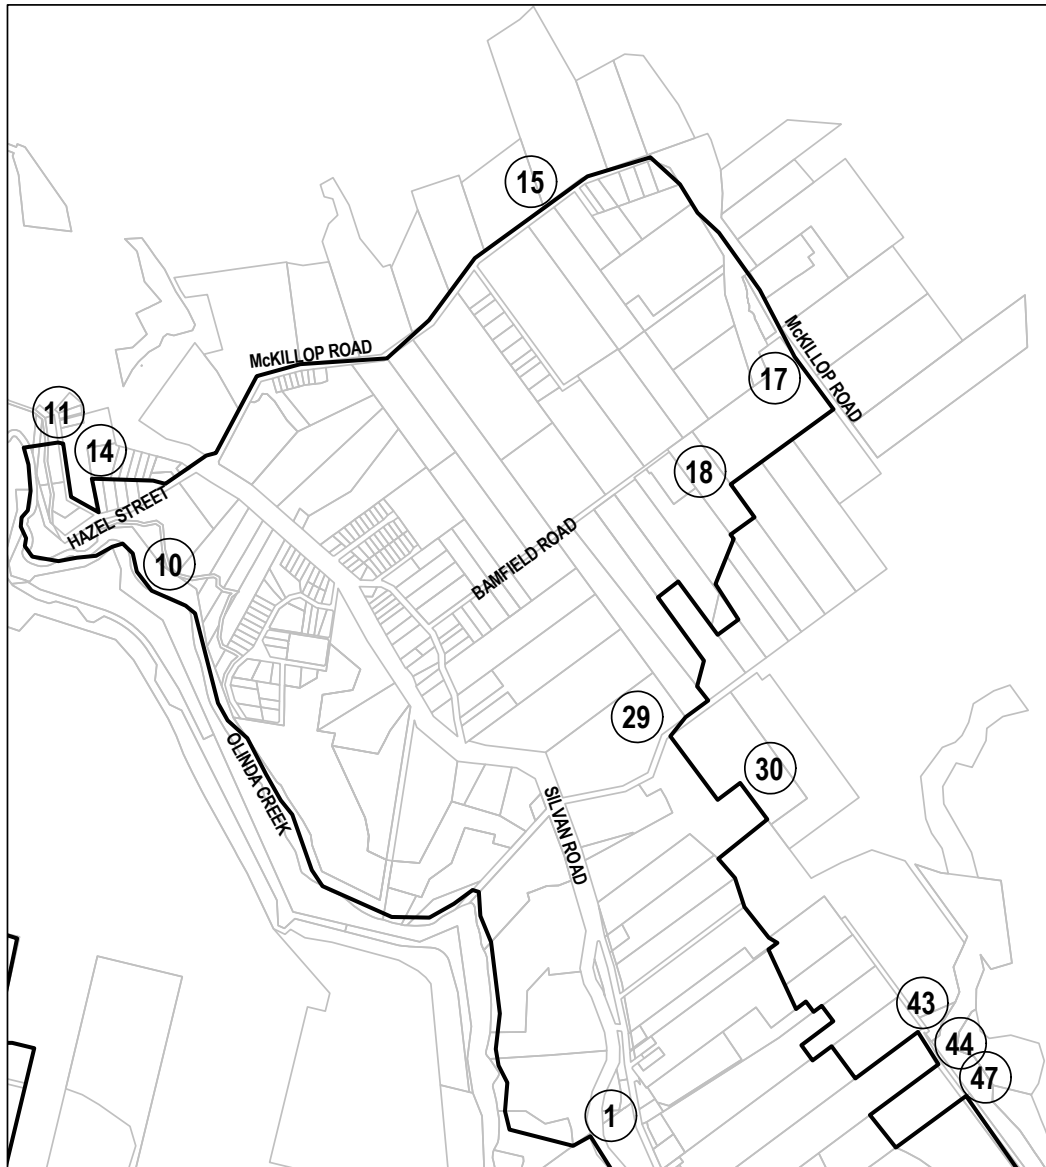 15
McKILLOP ROAD
McKILLOP ROAD
17
11
14
18
HAZEL STREET
10
BAMFIELD ROAD
29
30
OLINDA CREEK
SILVAN ROAD
43
44
47
1